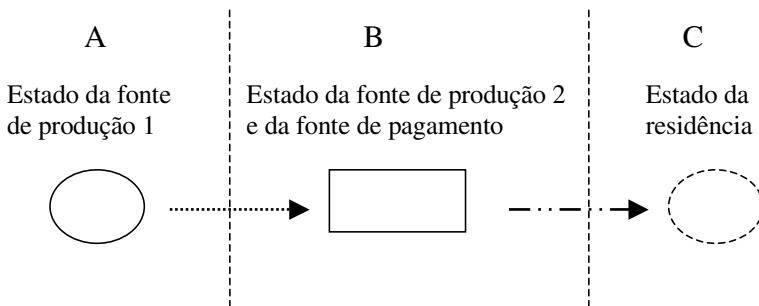 A
B
C
Estado da fonte
de produção 1
Estado da fonte de produção 2
e da fonte de pagamento
Estado da
residência